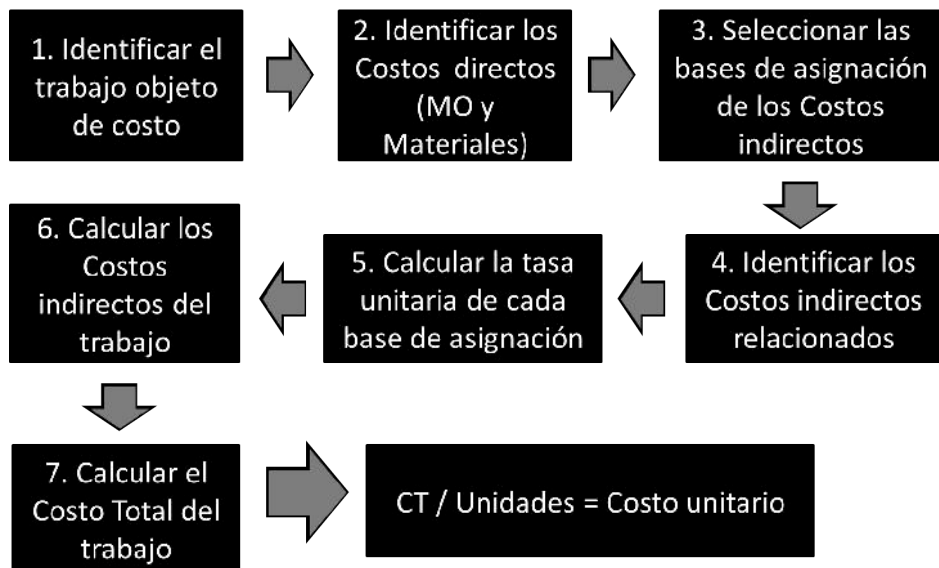 1. Identificar el
trabajo objeto
de costo
2. Identificar los
Costos directos
(MO y
Materiales)
3. Seleccionar las
bases de asignación
de los Costos
indirectos
4. Identificar los
Costos indirectos
relacionados
5. Calcular la tasa
unitaria de cada
base de asignación
6. Calcular los
Costos
indirectos del
trabajo
7. Calcular el
Costo Total del
trabajo
CT / Unidades = Costo unitario